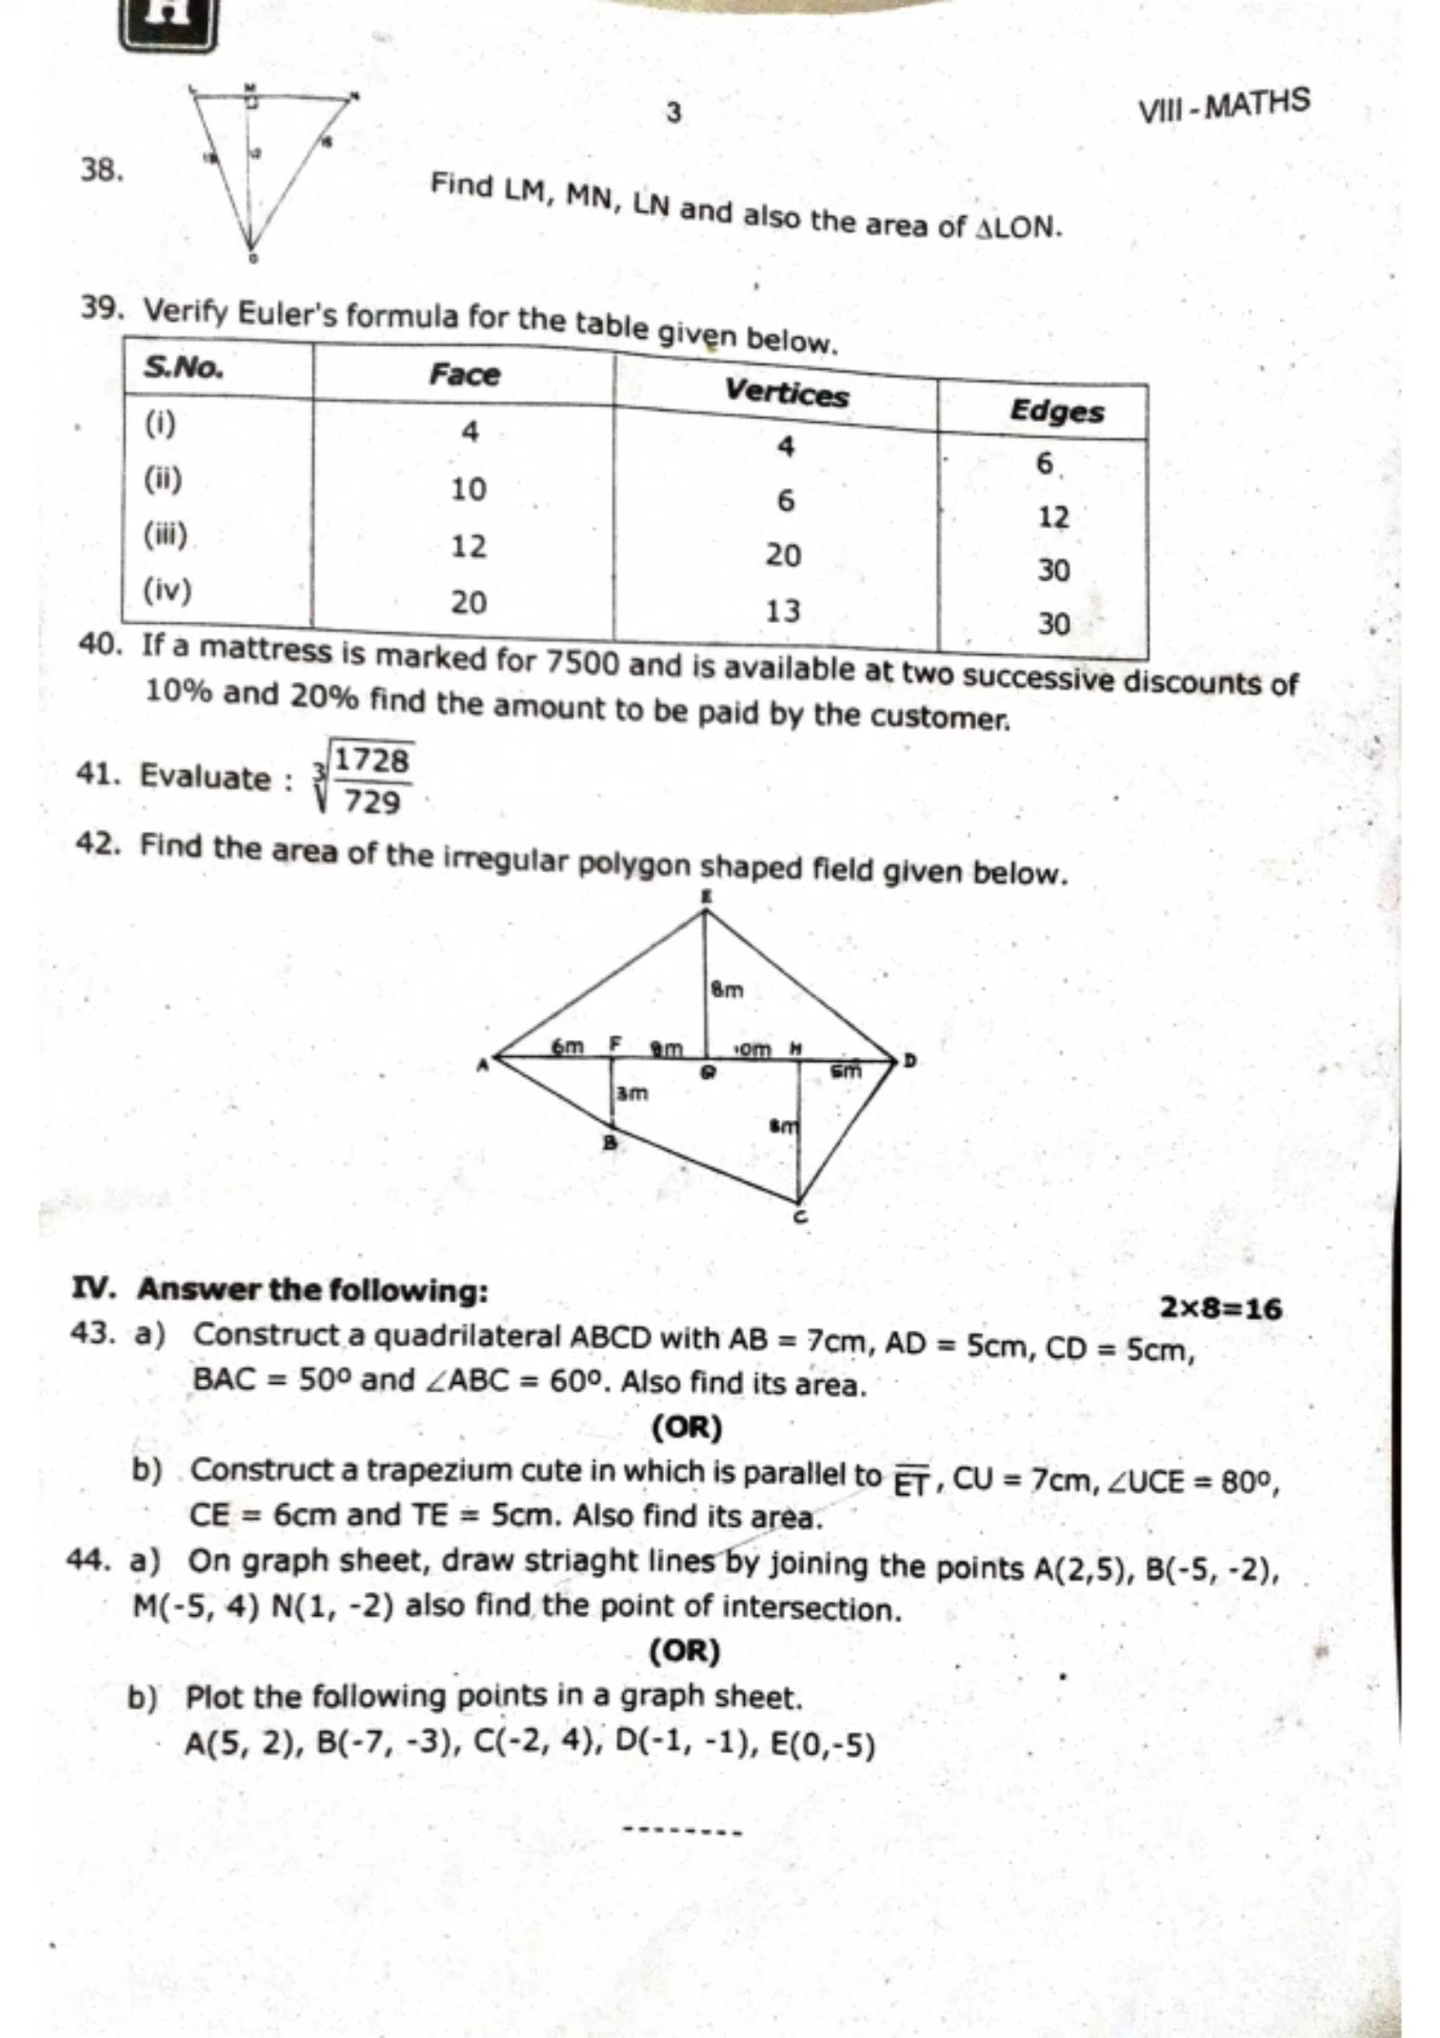 H
3
VIII - MATHS
38.
L M N
O
Find LM, MN, LN and also the area of ΔLON.
39. Verify Euler's formula for the table given below.
S.No. Face Vertices Edges
(i) 4 4 6
(ii) 10 6 12
(iii) 12 20 30
(iv) 20 13 30
40. If a mattress is marked for 7500 and is available at two successive discounts of
10% and 20% find the amount to be paid by the customer.
41. Evaluate : ∛(1728/729)
42. Find the area of the irregular polygon shaped field given below.
E
8m
A 6m F 9m 10m H D
G 5m
3m
B 8m
C
IV. Answer the following:
2x8=16
43. a) Construct a quadrilateral ABCD with AB = 7cm, AD = 5cm, CD = 5cm,
BAC = 50º and ∠ABC = 60º. Also find its area.
(OR)
b) Construct a trapezium cute in which is parallel to E̅T̅, CU = 7cm, ∠UCE = 80º,
CE = 6cm and TE = 5cm. Also find its area.
44. a) On graph sheet, draw striaght lines by joining the points A(2,5), B(-5, -2),
M(-5, 4) N(1, -2) also find the point of intersection.
(OR)
b) Plot the following points in a graph sheet.
A(5, 2), B(-7, -3), C(-2, 4), D(-1, -1), E(0,-5)
--------